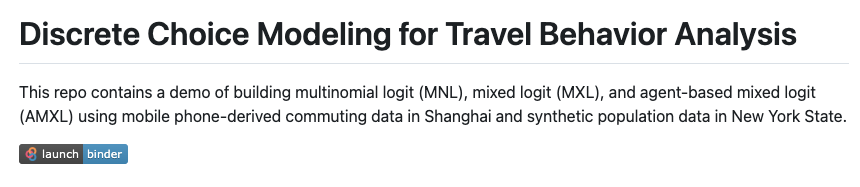 Discrete Choice Modeling for Travel Behavior Analysis
This repo contains a demo of building multinomial logit (MNL), mixed logit (MXL), and agent-based mixed logit
(AMXL) using mobile phone-derived commuting data in Shanghai and synthetic population data in New York State.
launch binder